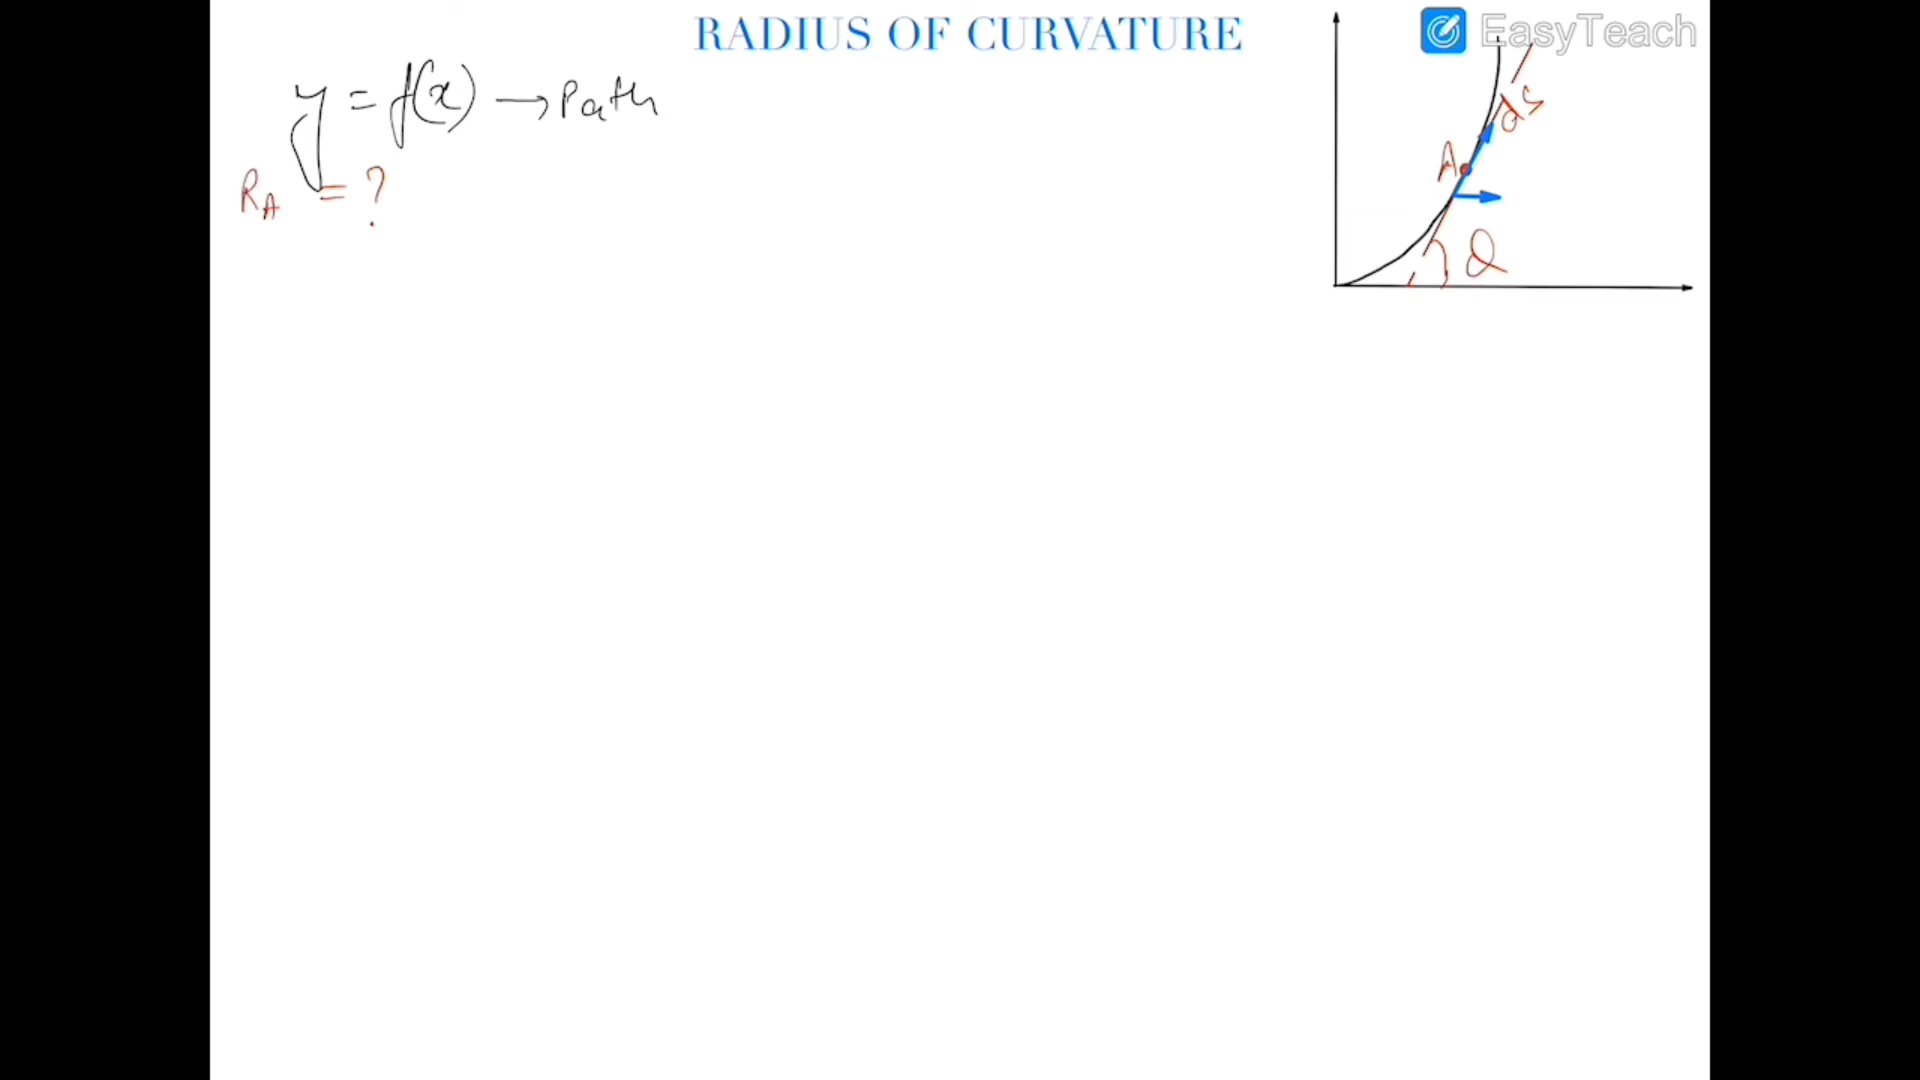 RADIUS OF CURVATURE
EasyTeach
y = f(x) → Path
R_A = ?
A
ds
θ